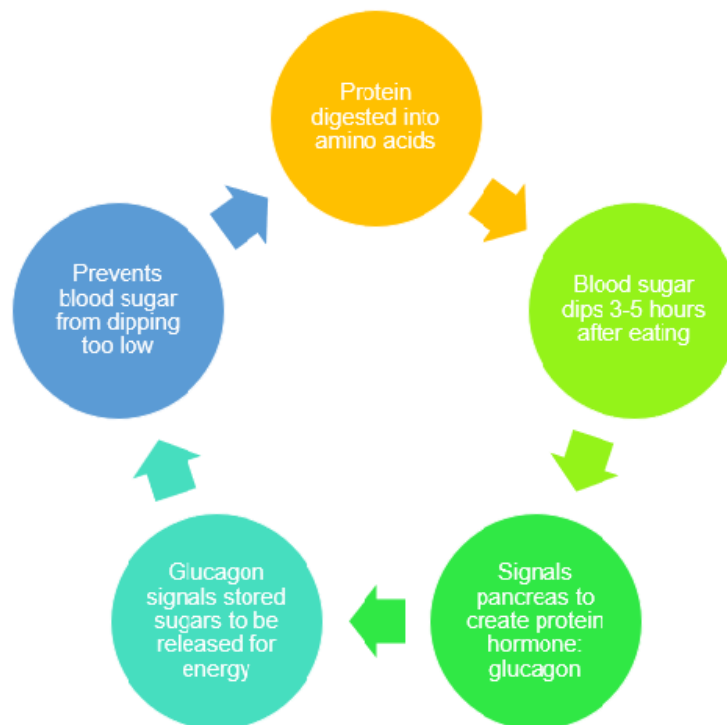 Protein
digested into
amino acids
Blood sugar
dips 3-5 hours
after eating
Signals
pancreas to
create protein
hormone:
glucagon
Glucagon
signals stored
sugars to be
released for
energy
Prevents
blood sugar
from dipping
too low